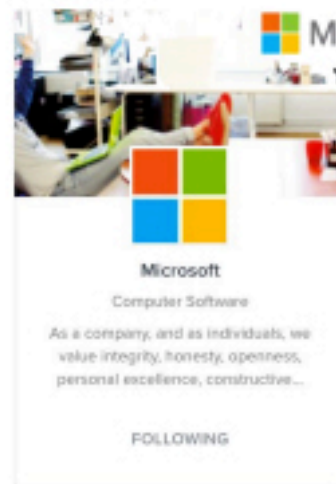 M
Microsoft
Computer Software
As a company, and as individuals, we
value integrity, honesty, openness,
personal excellence, constructive...
FOLLOWING